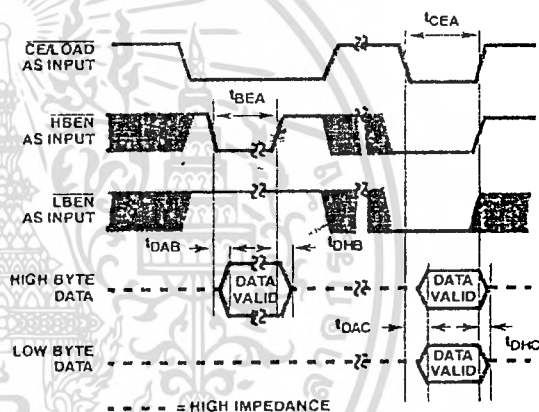 CE/LOAD
AS INPUT
tCEA
tBEA
HBEN
AS INPUT
LBEN
AS INPUT
tDAB
tDHB
HIGH BYTE
DATA
DATA
VALID
DATA
VALID
tDAC
tDHC
LOW BYTE
DATA
DATA
VALID
= HIGH IMPEDANCE